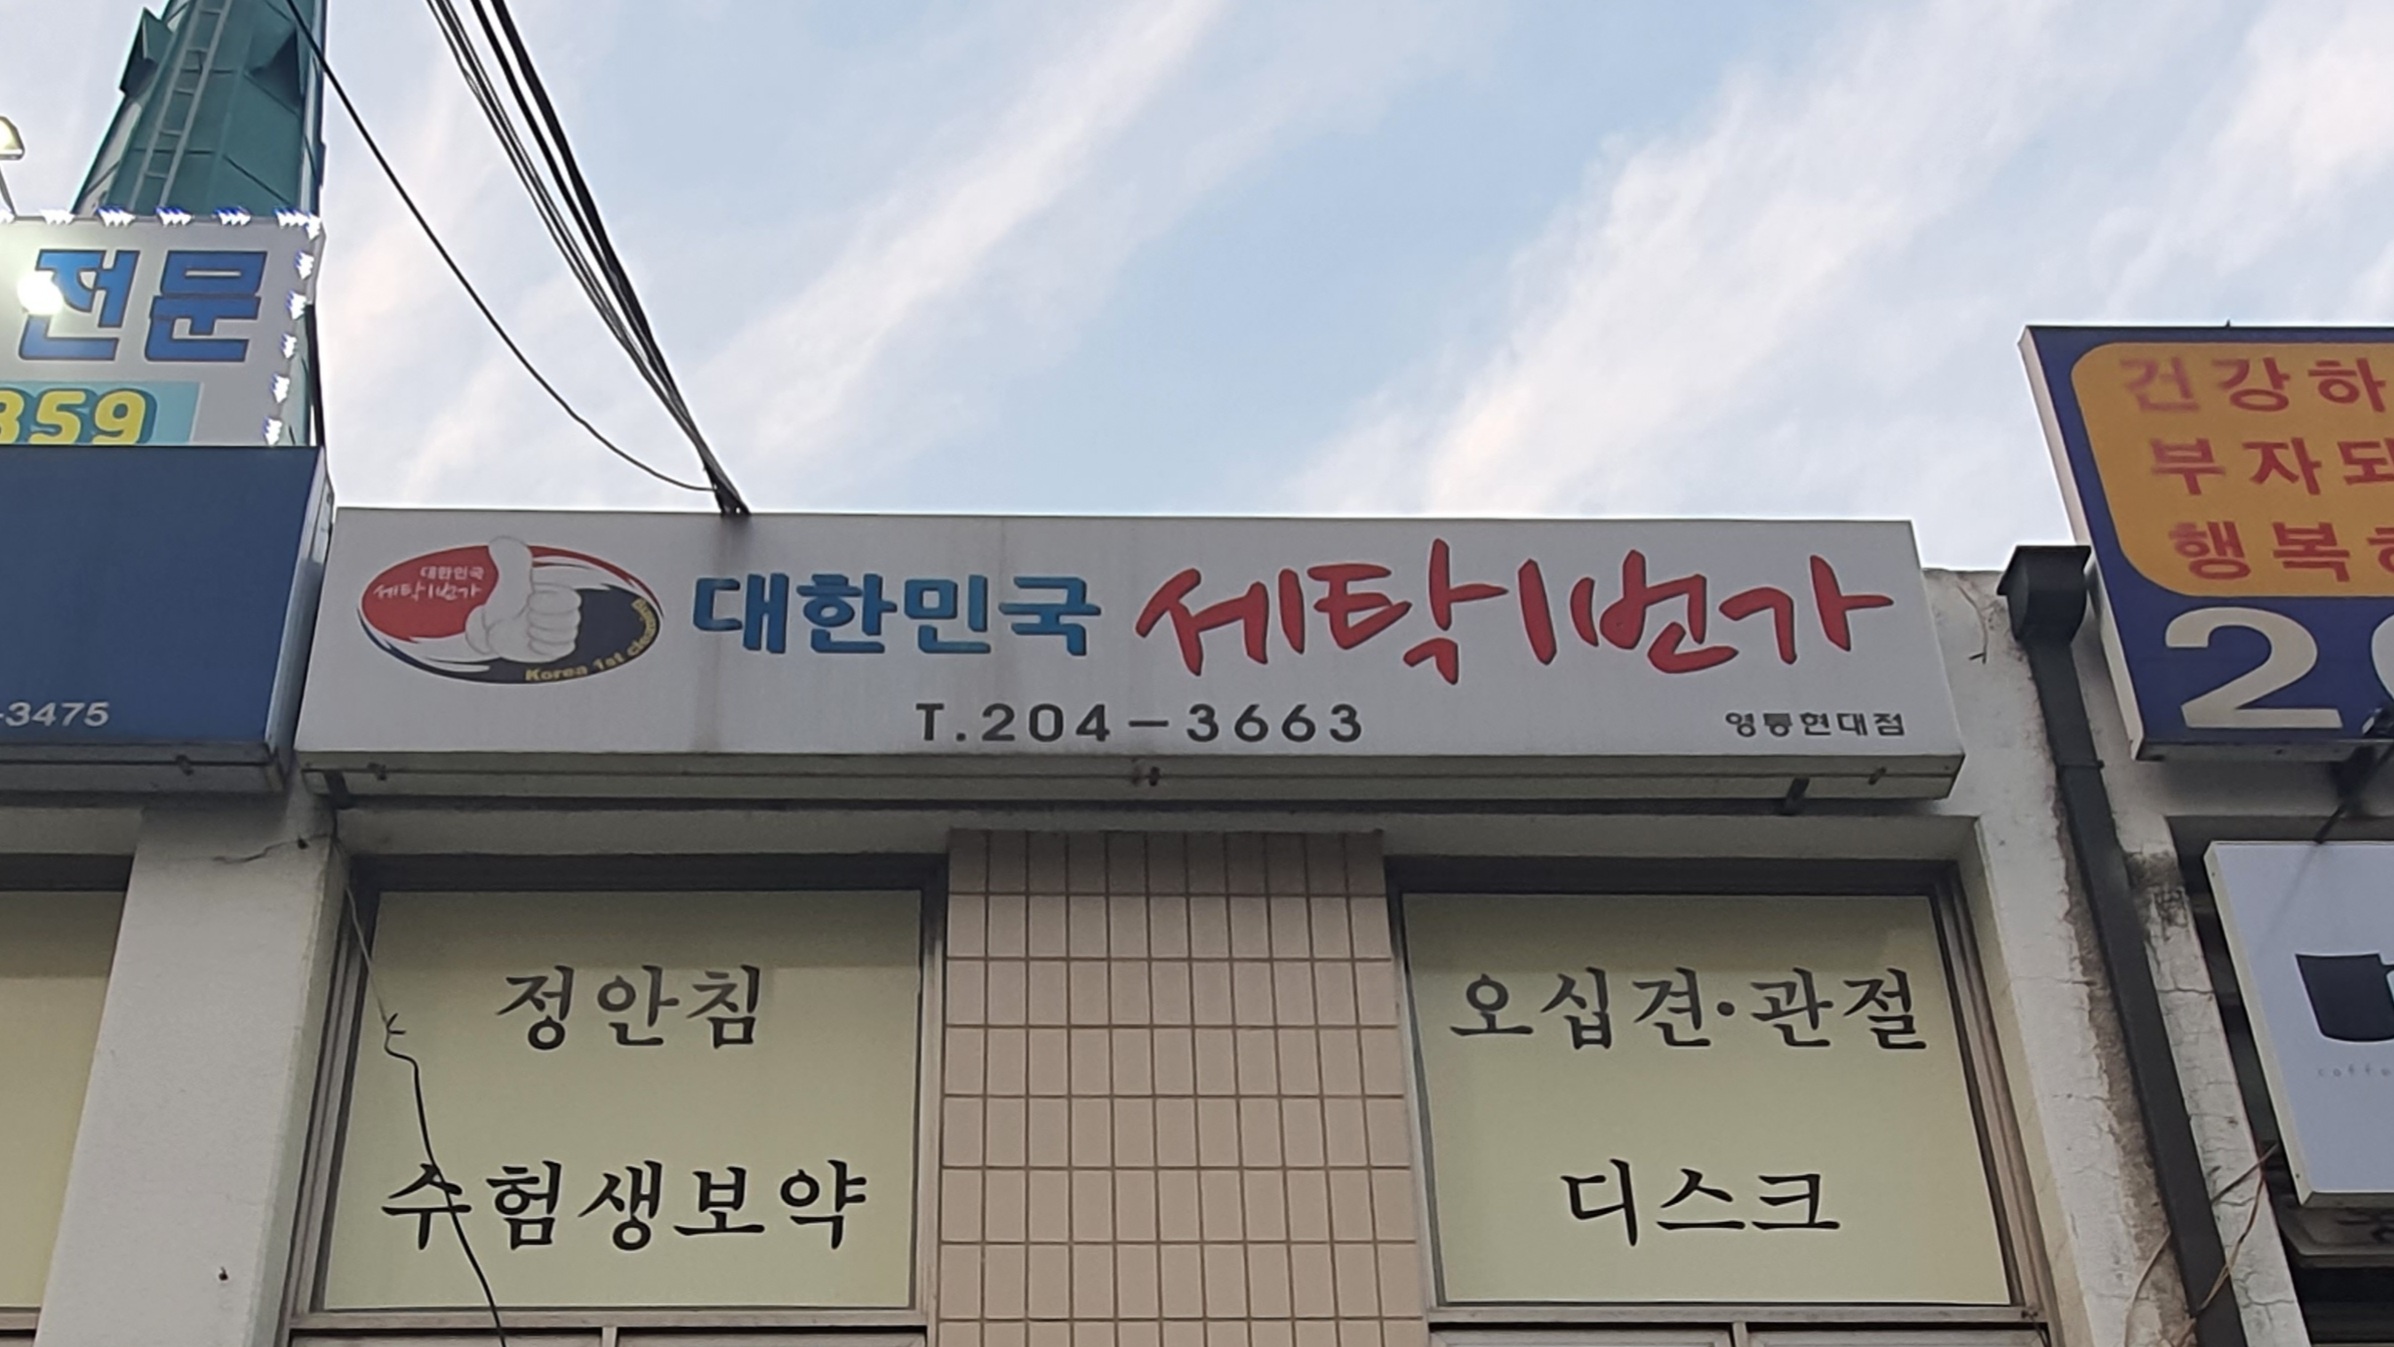 전문
359
-3475
대한민국
세탁1번가
Korea 1st cleaning
대한민국 세탁1번가
T.204-3663
영통현대점
건강하
부자되
행복하
2
정안침
수험생보약
오십견·관절
디스크